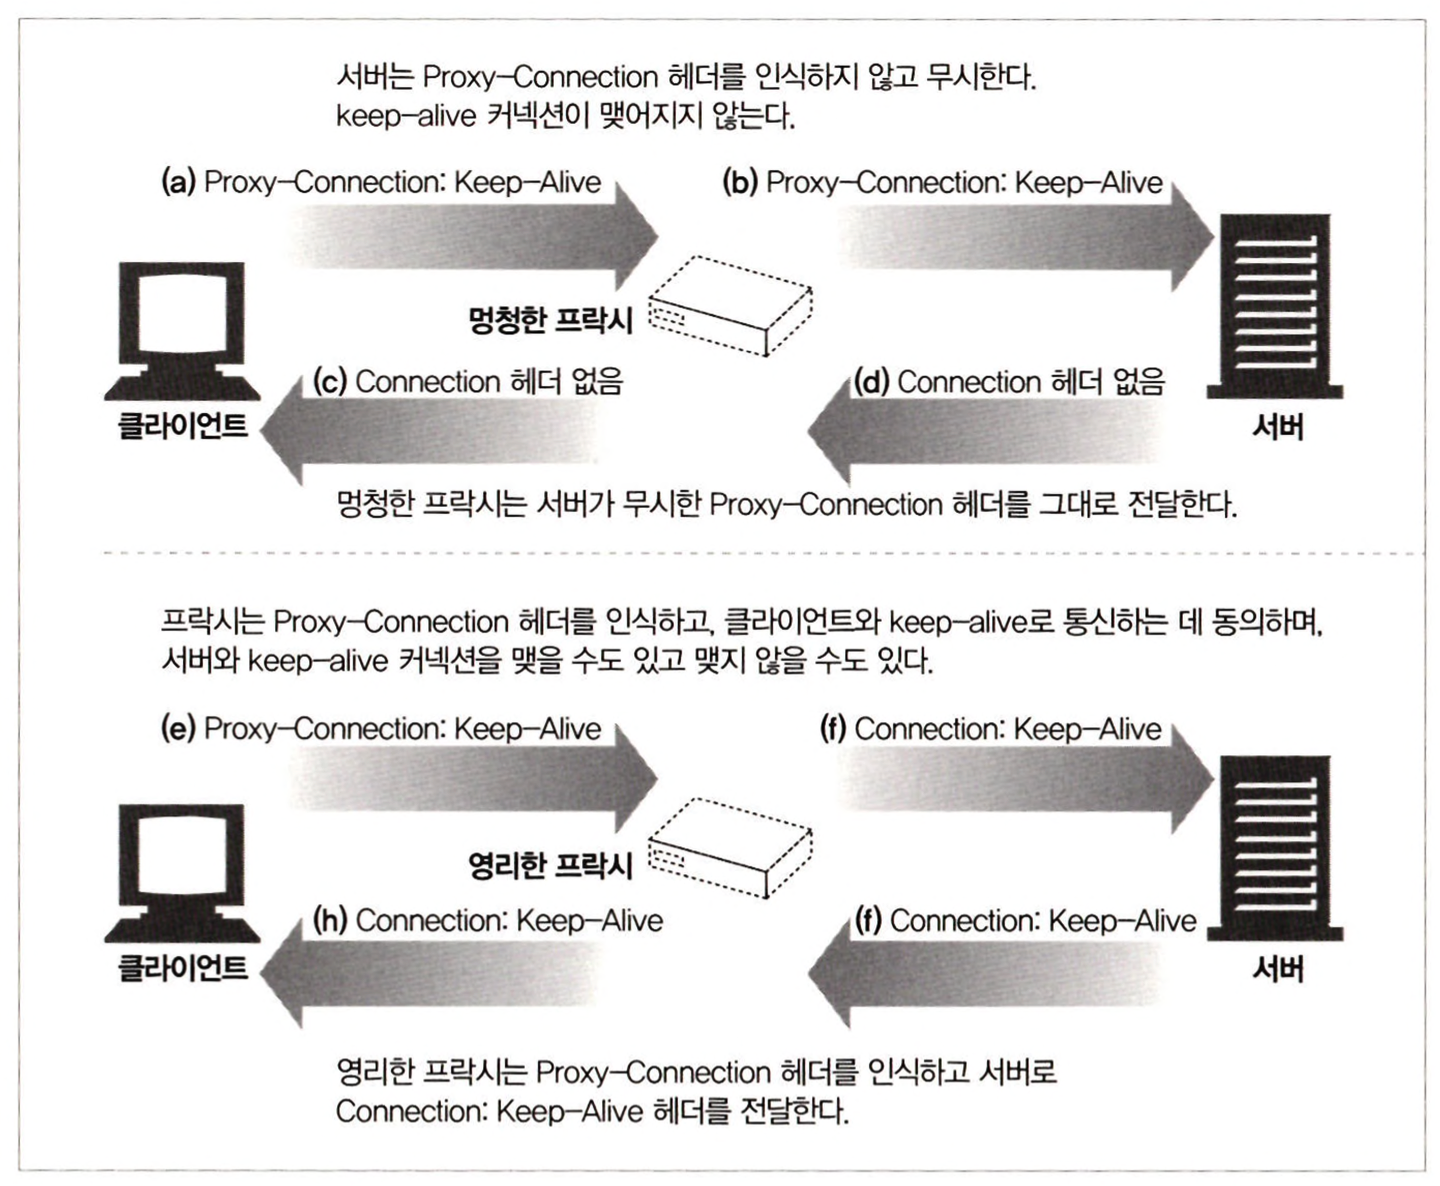 서버는 Proxy–Connection 헤더를 인식하지 않고 무시한다.
keep–alive 커넥션이 맺어지지 않는다.
(a) Proxy–Connection: Keep–Alive
(b) Proxy–Connection: Keep–Alive
멍청한 프락시
(c) Connection 헤더 없음
(d) Connection 헤더 없음
클라이언트
서버
멍청한 프락시는 서버가 무시한 Proxy–Connection 헤더를 그대로 전달한다.
프락시는 Proxy–Connection 헤더를 인식하고, 클라이언트와 keep–alive로 통신하는 데 동의하며,
서버와 keep–alive 커넥션을 맺을 수도 있고 맺지 않을 수도 있다.
(e) Proxy–Connection: Keep–Alive
(f) Connection: Keep–Alive
영리한 프락시
(h) Connection: Keep–Alive
(f) Connection: Keep–Alive
클라이언트
서버
영리한 프락시는 Proxy–Connection 헤더를 인식하고 서버로
Connection: Keep–Alive 헤더를 전달한다.